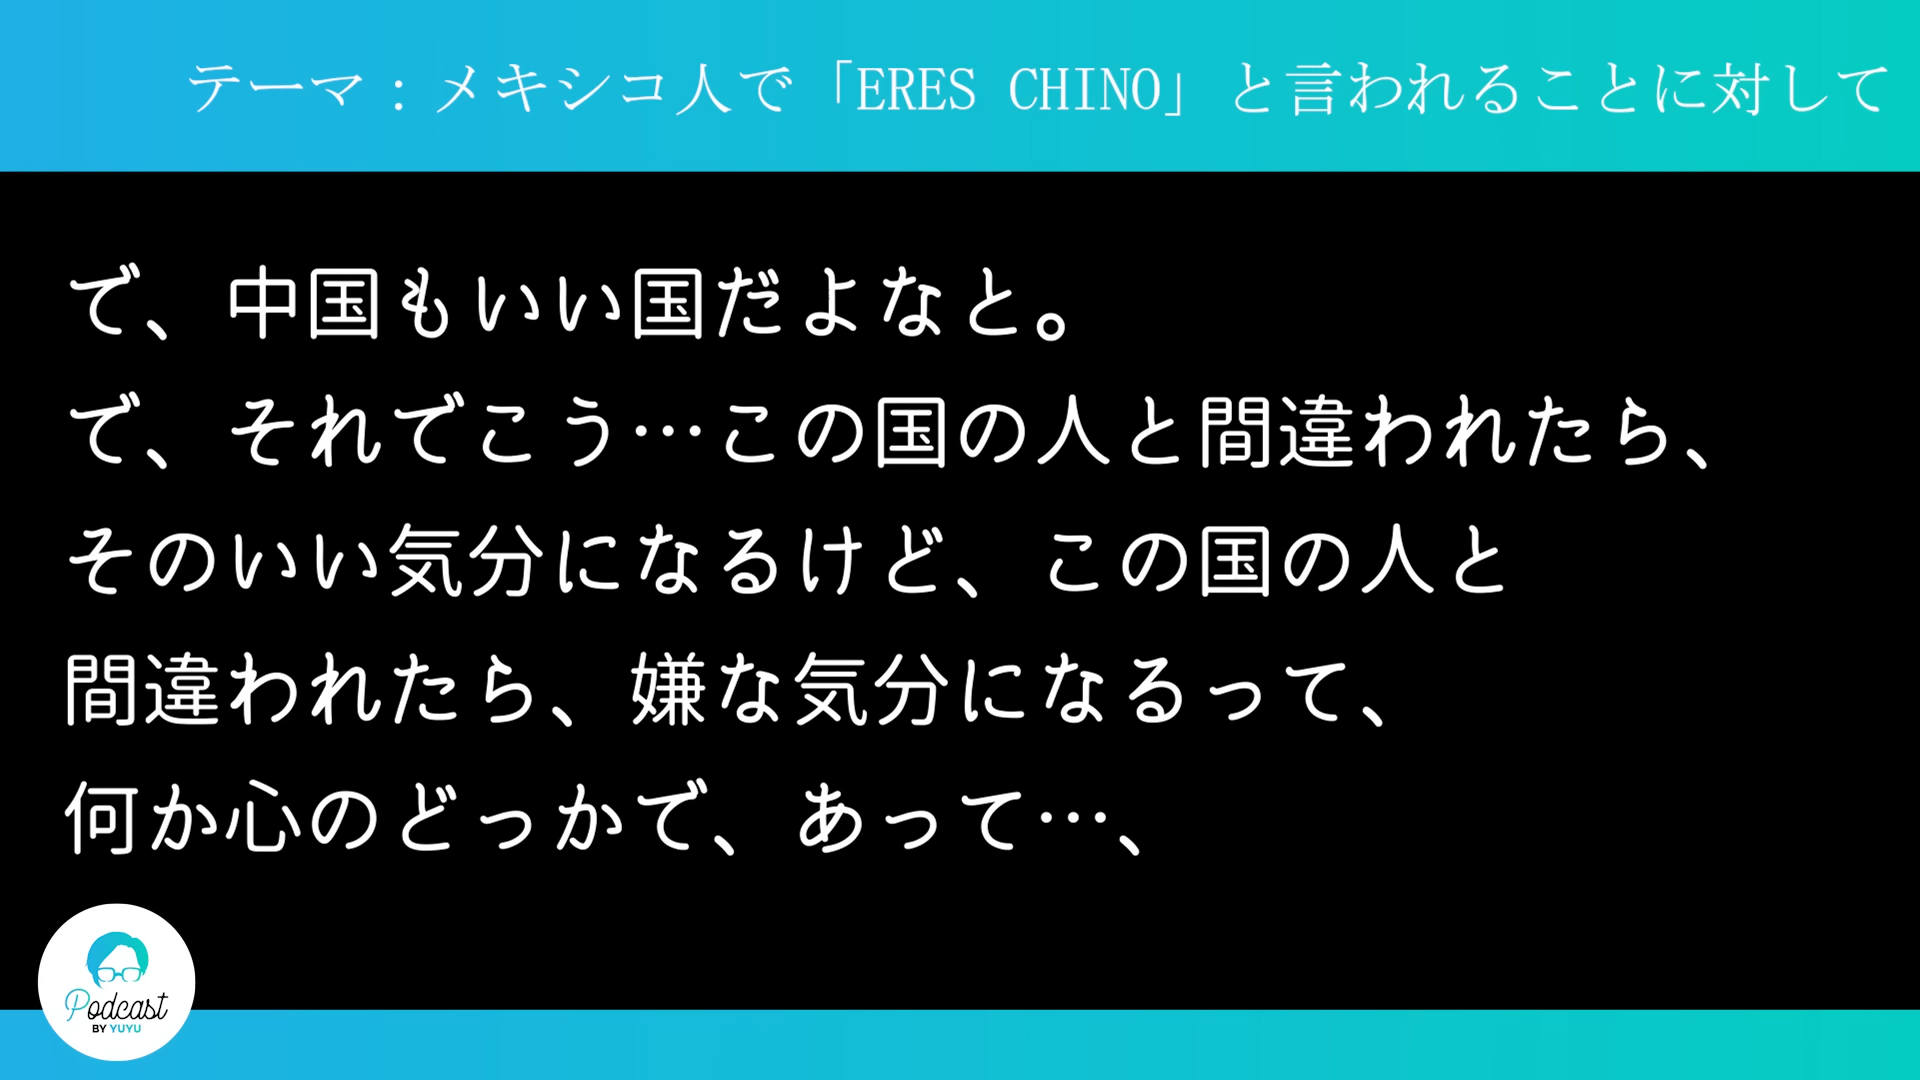 テーマ：メキシコ人で「ERES CHINO」と言われることに対して
で、中国もいい国だよなと。
で、それでこう…この国の人と間違われたら、
そのいい気分になるけど、この国の人と
間違われたら、嫌な気分になるって、
何か心のどっかで、あって…、
Podcast
BY YUYU